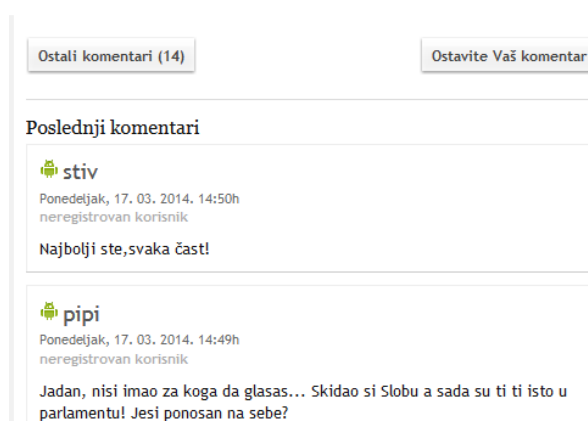 Ostali komentari (14)
Ostavite Vaš komentar
Poslednji komentari
stiv
Ponedeljak, 17. 03. 2014. 14:50h
neregistrovan korisnik
Najbolji ste,svaka čast!
pipi
Ponedeljak, 17. 03. 2014. 14:49h
neregistrovan korisnik
Jadan, nisi imao za koga da glasas... Skidao si Slobu a sada su ti ti isto u
parlamentu! Jesi ponosan na sebe?